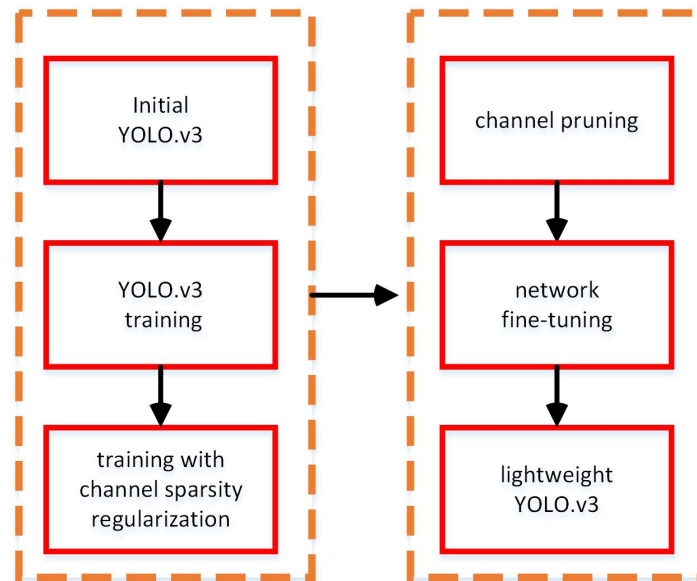 Initial
YOLO.v3
YOLO.v3
training
training with
channel sparsity
regularization
channel pruning
network
fine-tuning
lightweight
YOLO.v3